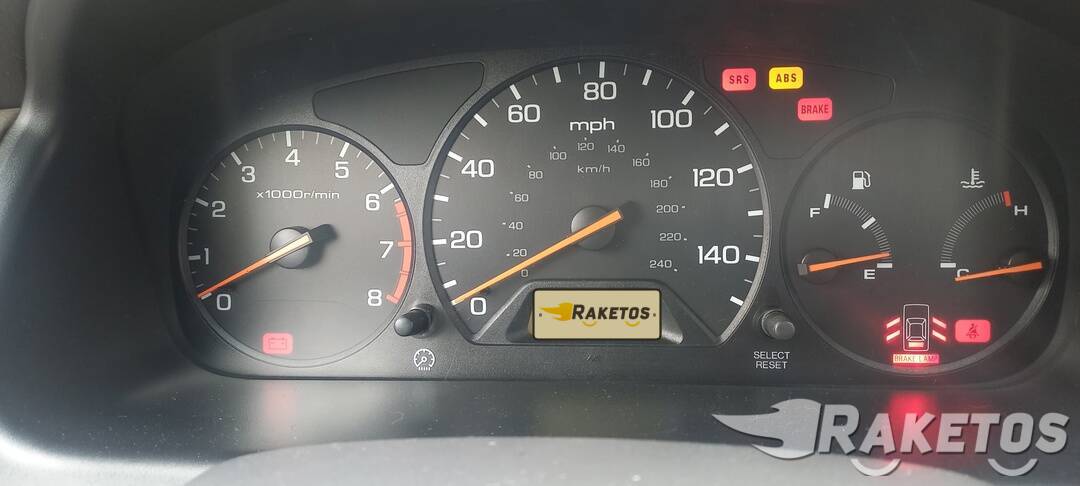 SRS
ABS
BRAKE
x1000r/min
0
1
2
3
4
5
6
7
8
mph
0
20
40
60
80
100
120
140
km/h
0
20
40
60
80
100
120
140
160
180
200
220
240
RAKETOS
SELECT
RESET
F
E
H
C
BRAKE LAMP
RAKETOS